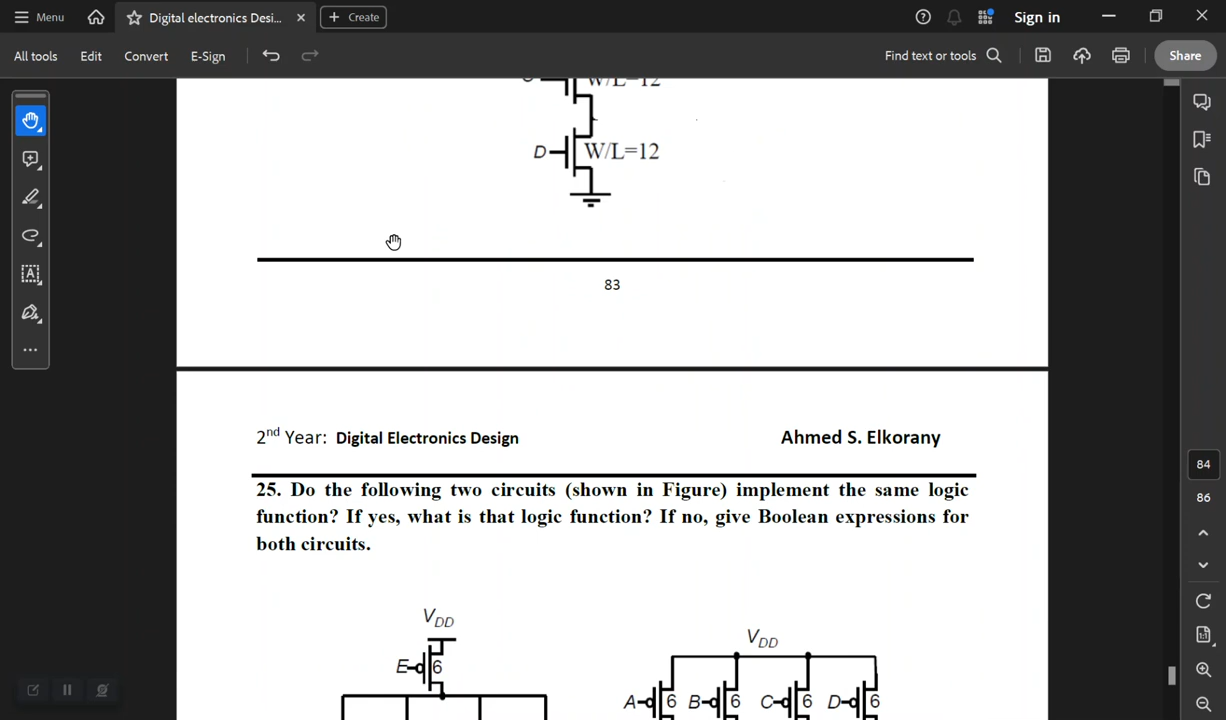 Menu
Digital electronics Desi...
Create
Sign in
All tools
Edit
Convert
E-Sign
Find text or tools
Share
W/L=12
D
W/L=12
83
2nd Year: Digital Electronics Design
Ahmed S. Elkorany
25. Do the following two circuits (shown in Figure) implement the same logic
function? If yes, what is that logic function? If no, give Boolean expressions for
both circuits.
VDD
E
6
VDD
A 6 B 6 C 6 D 6
84
86
1:1